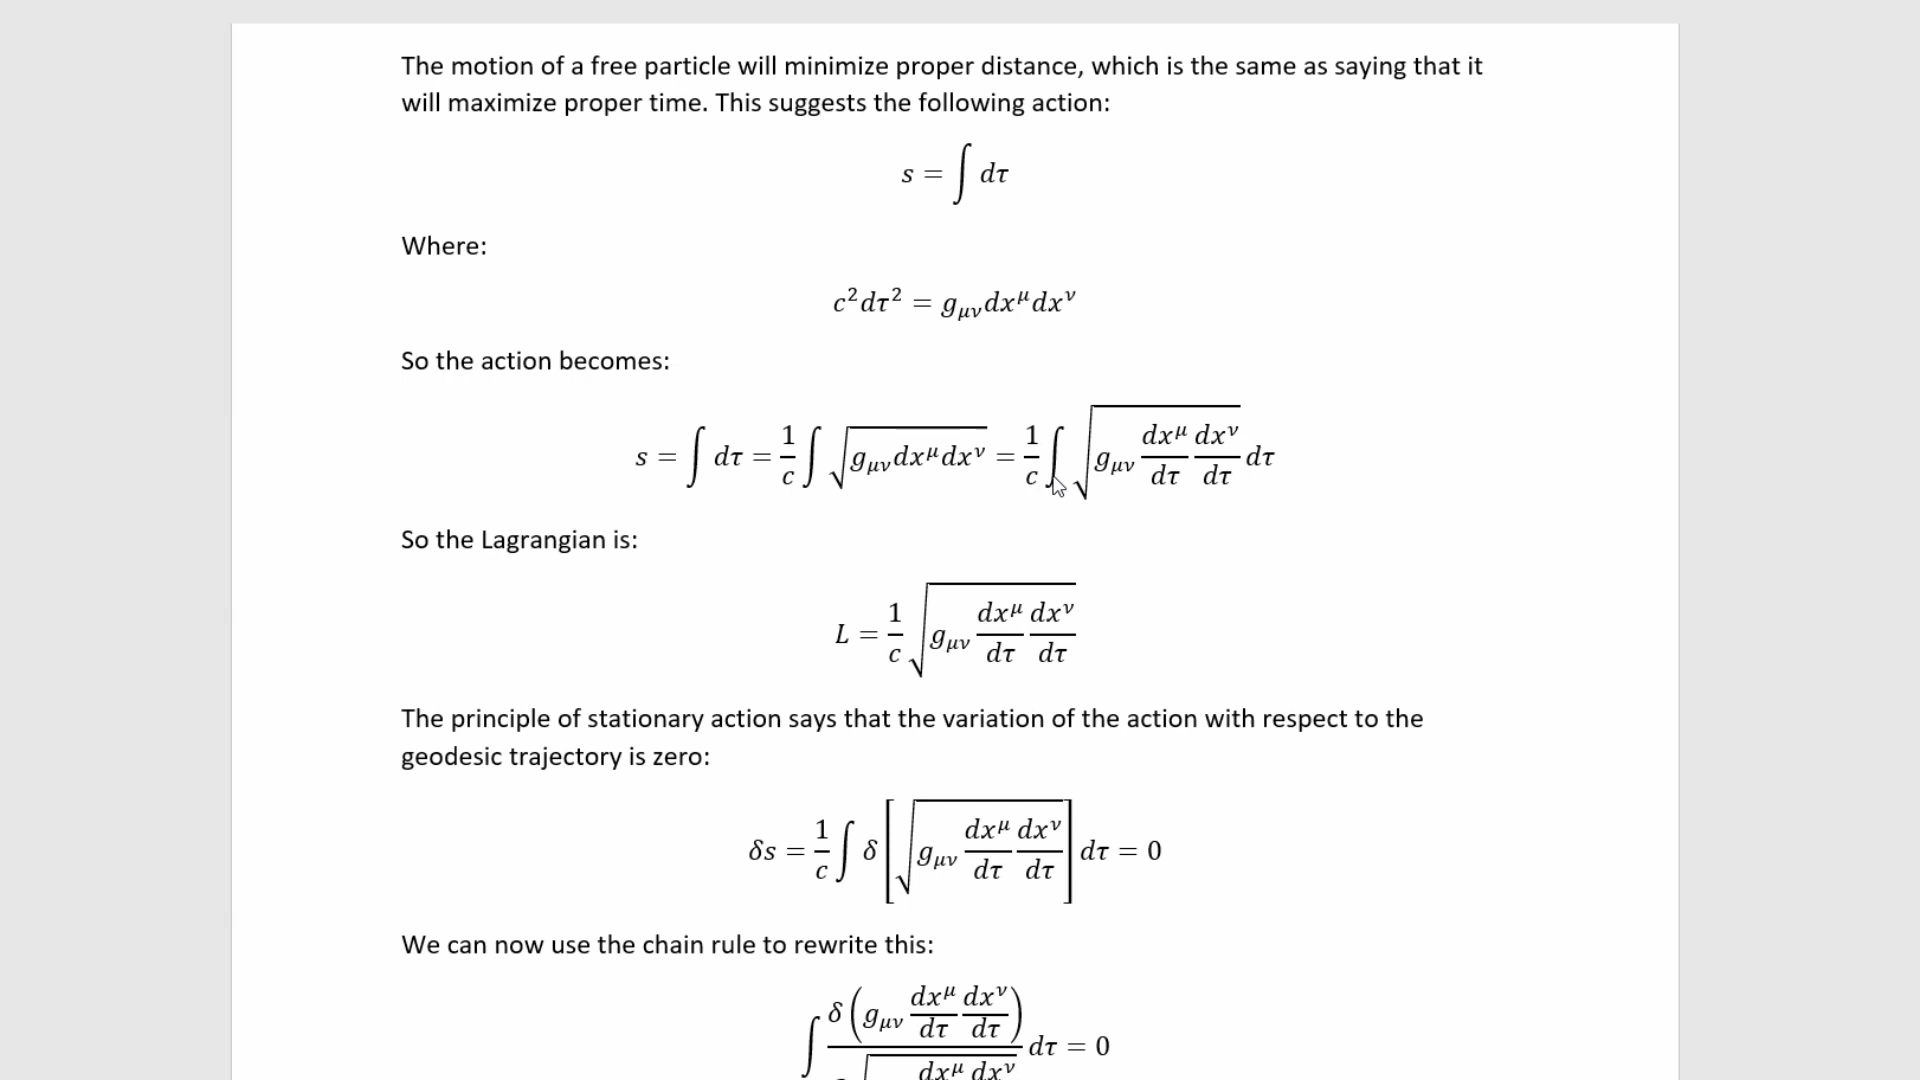 The motion of a free particle will minimize proper distance, which is the same as saying that it
will maximize proper time. This suggests the following action:
s = ∫ dτ
Where:
c²dτ² = g_μν dx^μ dx^ν
So the action becomes:
s = ∫ dτ = 1/c ∫ √(g_μν dx^μ dx^ν) = 1/c ∫ √(g_μν dx^μ/dτ dx^ν/dτ) dτ
So the Lagrangian is:
L = 1/c √(g_μν dx^μ/dτ dx^ν/dτ)
The principle of stationary action says that the variation of the action with respect to the
geodesic trajectory is zero:
δs = 1/c ∫ δ[√(g_μν dx^μ/dτ dx^ν/dτ)] dτ = 0
We can now use the chain rule to rewrite this:
∫ δ(g_μν dx^μ/dτ dx^ν/dτ) dτ = 0
dx^μ dx^ν